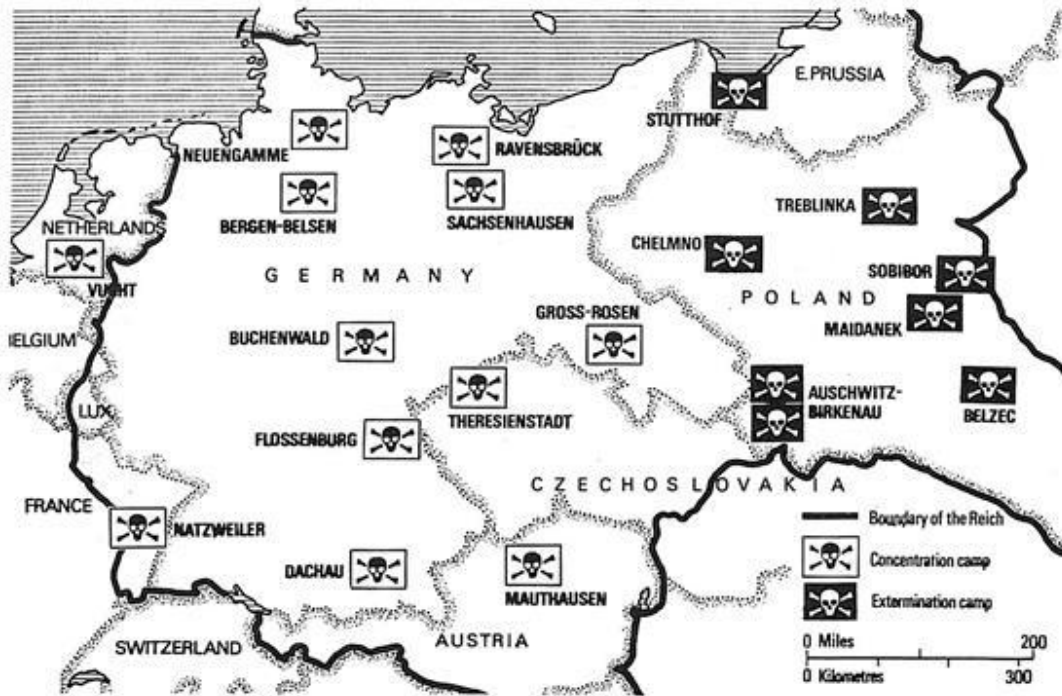 E. PRUSSIA
STUTTHOF
NEUENGAMME
RAVENSBRÜCK
BERGEN-BELSEN
SACHSENHAUSEN
TREBLINKA
NETHERLANDS
CHELMNO
VUGHT
GERMANY
SOBIBOR
POLAND
GROSS-ROSEN
MAIDANEK
BUCHENWALD
ELGIUM
AUSCHWITZ-
BIRKENAU
LUX
THERESIENSTADT
BELZEC
FLOSSENBURG
CZECHOSLOVAKIA
FRANCE
NATZWEILER
Boundary of the Reich
Concentration camp
DACHAU
MAUTHAUSEN
Extermination camp
AUSTRIA
SWITZERLAND
0 Miles 200
0 Kilometres 300